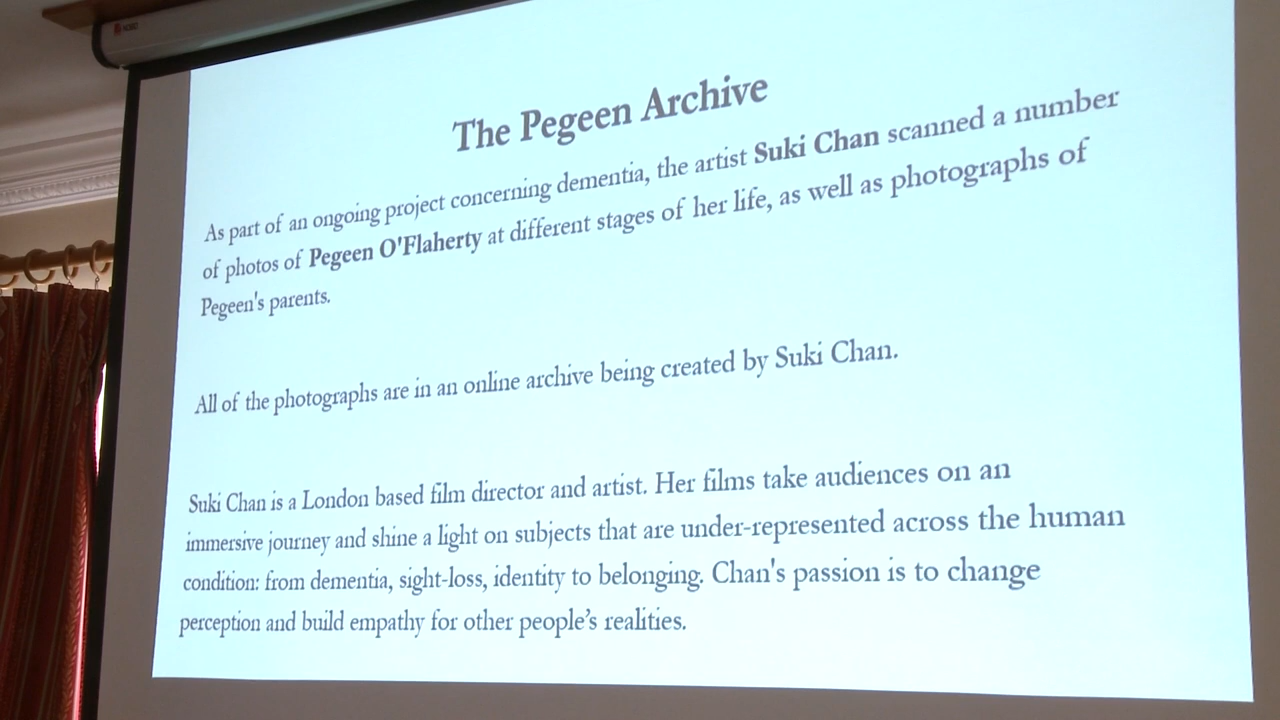 The Pegeen Archive
As part of an ongoing project concerning dementia, the artist Suki Chan scanned a number
of photos of Pegeen O'Flaherty at different stages of her life, as well as photographs of
Pegeen's parents.
All of the photographs are in an online archive being created by Suki Chan.
Suki Chan is a London based film director and artist. Her films take audiences on an
immersive journey and shine a light on subjects that are under-represented across the human
condition: from dementia, sight-loss, identity to belonging. Chan's passion is to change
perception and build empathy for other people’s realities.